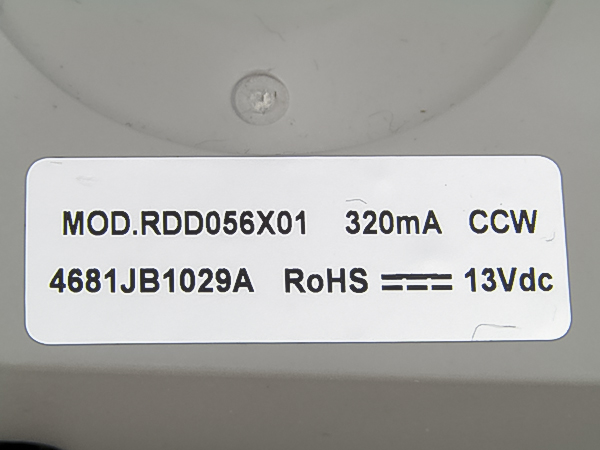 MOD.RDD056X01 320mA CCW
4681JB1029A RoHS ⎓ 13Vdc